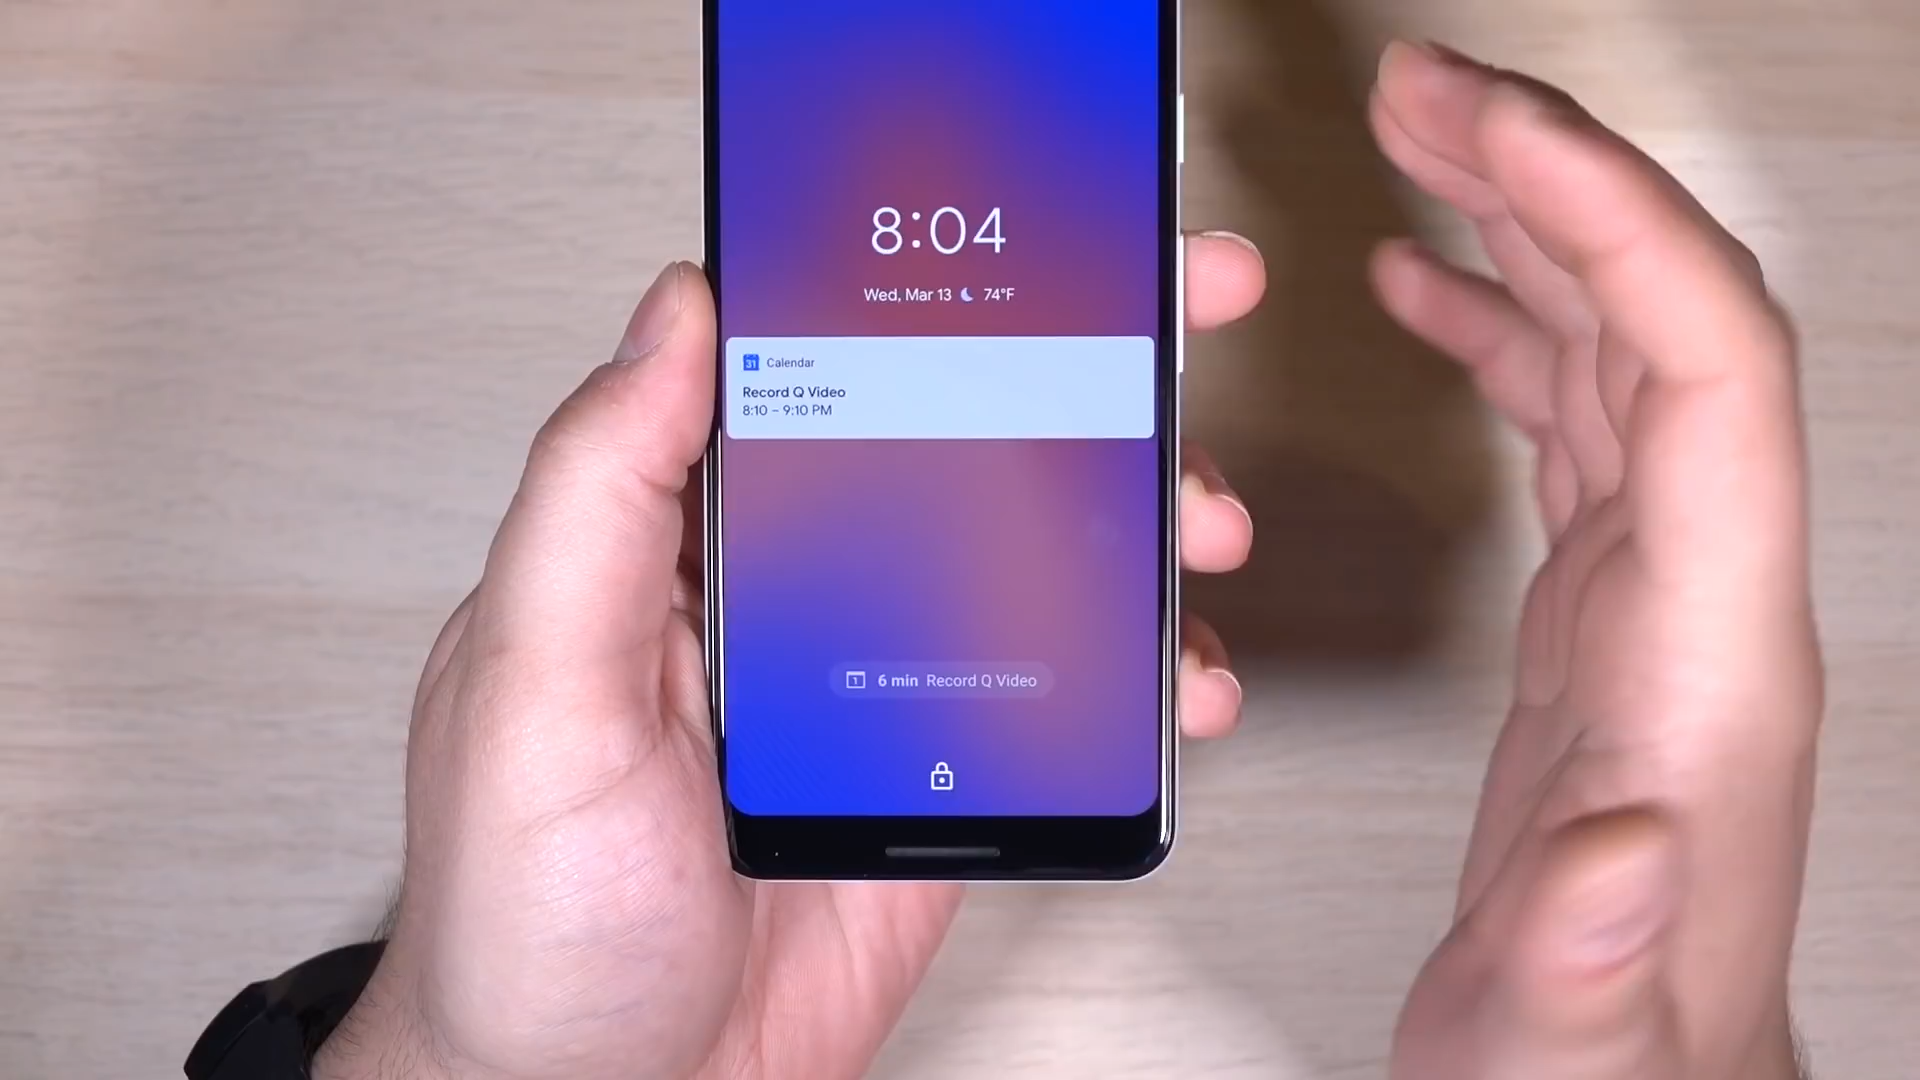 8:04
Wed, Mar 13 74°F
31 Calendar
Record Q Video
8:10 – 9:10 PM
1 6 min Record Q Video